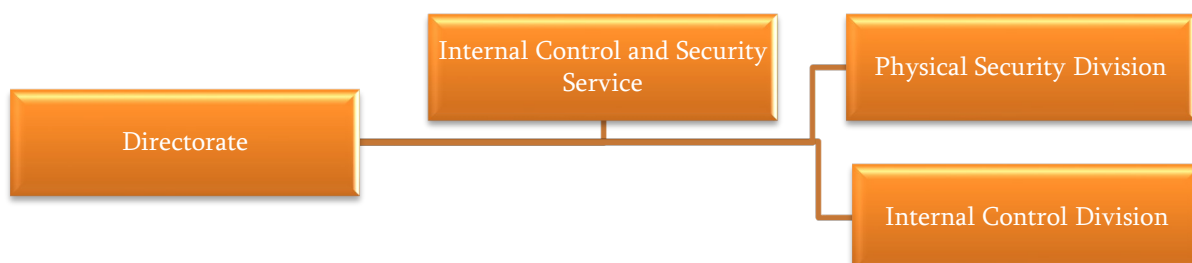 Directorate
Internal Control and Security
Service
Physical Security Division
Internal Control Division